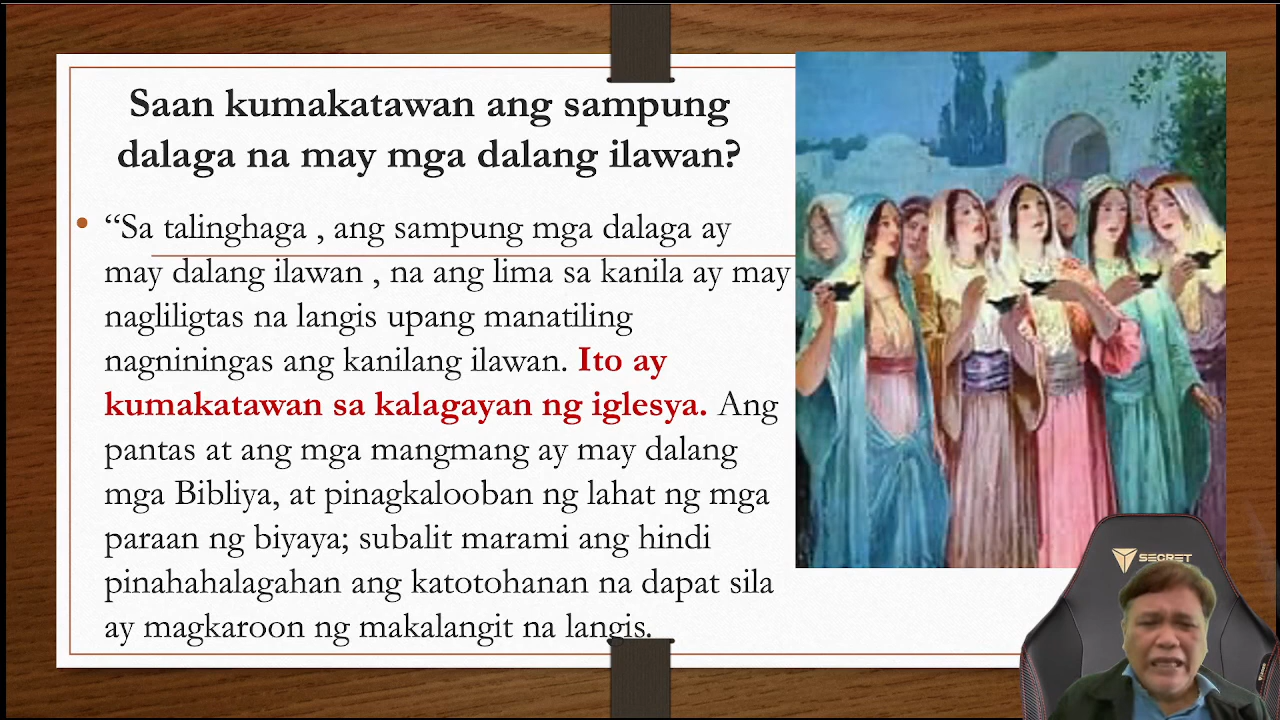 Saan kumakatawan ang sampung
dalaga na may mga dalang ilawan?
• “Sa talinghaga , ang sampung mga dalaga ay
may dalang ilawan , na ang lima sa kanila ay may
nagliligtas na langis upang manatiling
nagniningas ang kanilang ilawan. Ito ay
kumakatawan sa kalagayan ng iglesya. Ang
pantas at ang mga mangmang ay may dalang
mga Bibliya, at pinagkalooban ng lahat ng mga
paraan ng biyaya; subalit marami ang hindi
pinahahalagahan ang katotohanan na dapat sila
ay magkaroon ng makalangit na langis.
SECRET